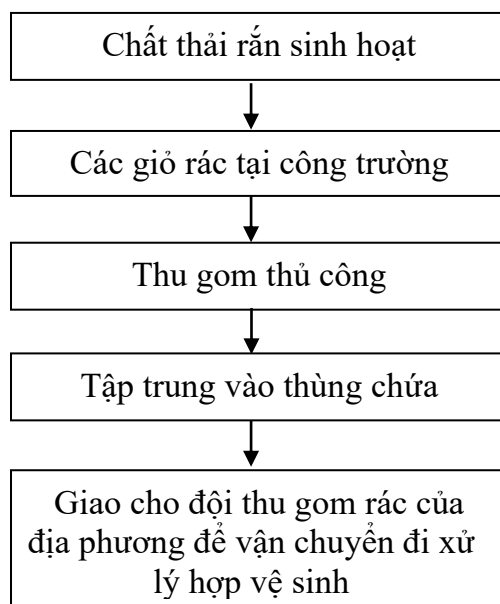 Chất thải rắn sinh hoạt
Các giỏ rác tại công trường
Thu gom thủ công
Tập trung vào thùng chứa
Giao cho đội thu gom rác của
địa phương để vận chuyển đi xử
lý hợp vệ sinh